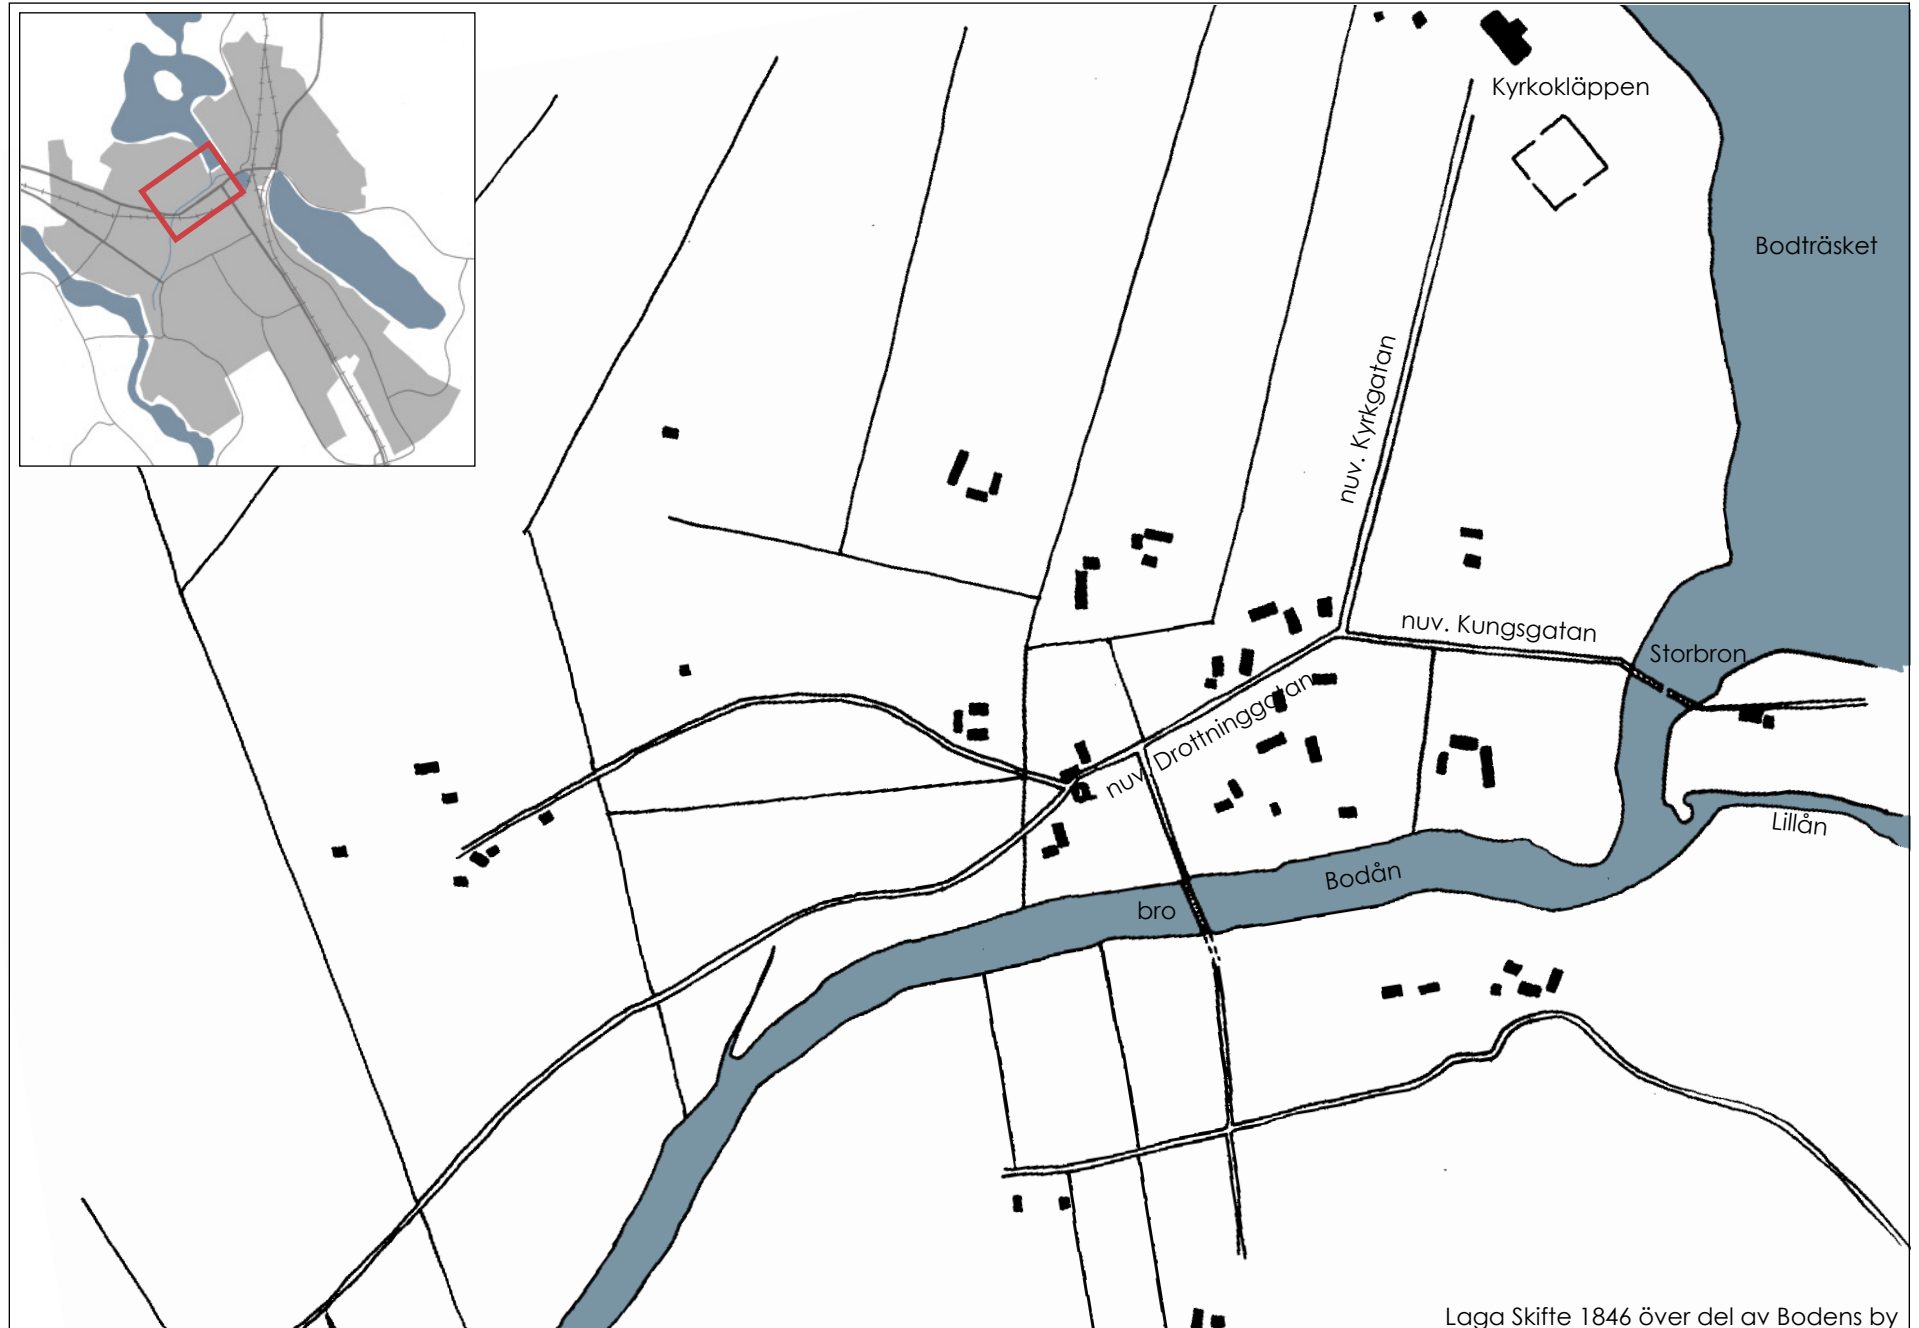 Kyrkokläppen
Bodträsket
nuv. Kyrkgatan
nuv. Kungsgatan
Storbron
nuv. Drottninggatan
Lillån
Bodån
bro
Laga Skifte 1846 över del av Bodens by